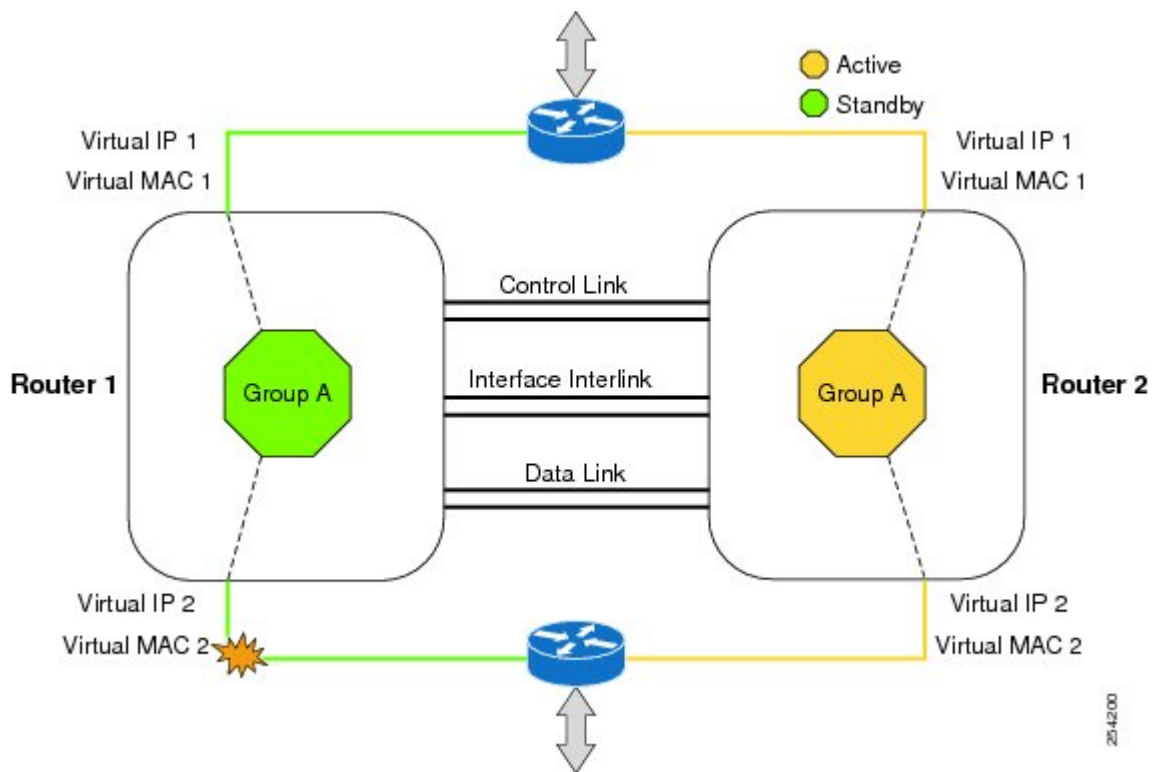 Active
Standby
Virtual IP 1
Virtual MAC 1
Virtual IP 1
Virtual MAC 1
Control Link
Router 1
Group A
Interface Interlink
Group A
Router 2
Data Link
Virtual IP 2
Virtual MAC 2
Virtual IP 2
Virtual MAC 2
254200